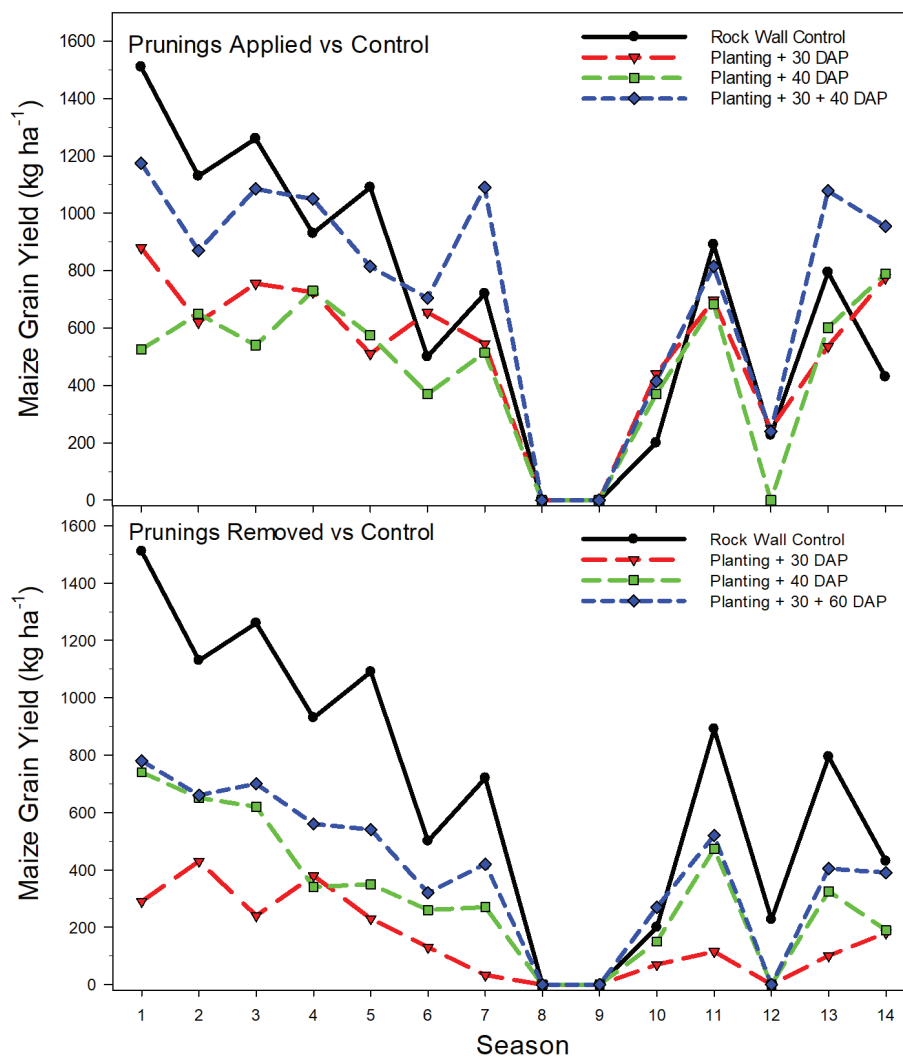 Prunings Applied vs Control
Rock Wall Control
Planting + 30 DAP
Planting + 40 DAP
Planting + 30 + 40 DAP
Maize Grain Yield (kg ha⁻¹)
1600
1400
1200
1000
800
600
400
200
0
Prunings Removed vs Control
Rock Wall Control
Planting + 30 DAP
Planting + 40 DAP
Planting + 30 + 60 DAP
Maize Grain Yield (kg ha⁻¹)
1600
1400
1200
1000
800
600
400
200
0
1 2 3 4 5 6 7 8 9 10 11 12 13 14
Season